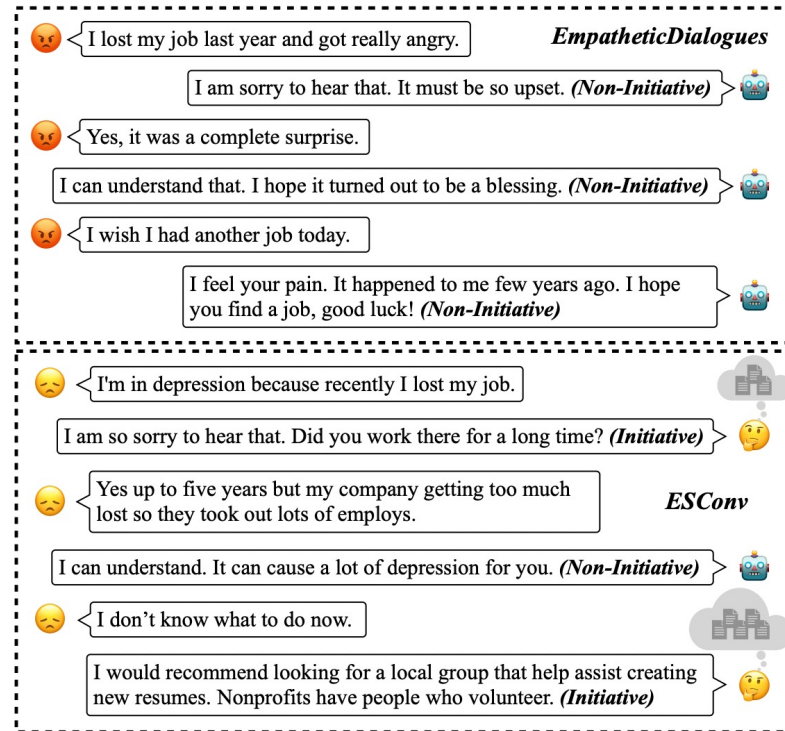 I lost my job last year and got really angry.
EmpatheticDialogues
I am sorry to hear that. It must be so upset. (Non-Initiative)
Yes, it was a complete surprise.
I can understand that. I hope it turned out to be a blessing. (Non-Initiative)
I wish I had another job today.
I feel your pain. It happened to me few years ago. I hope
you find a job, good luck! (Non-Initiative)
I'm in depression because recently I lost my job.
I am so sorry to hear that. Did you work there for a long time? (Initiative)
Yes up to five years but my company getting too much
lost so they took out lots of employs.
ESConv
I can understand. It can cause a lot of depression for you. (Non-Initiative)
I don’t know what to do now.
I would recommend looking for a local group that help assist creating
new resumes. Nonprofits have people who volunteer. (Initiative)